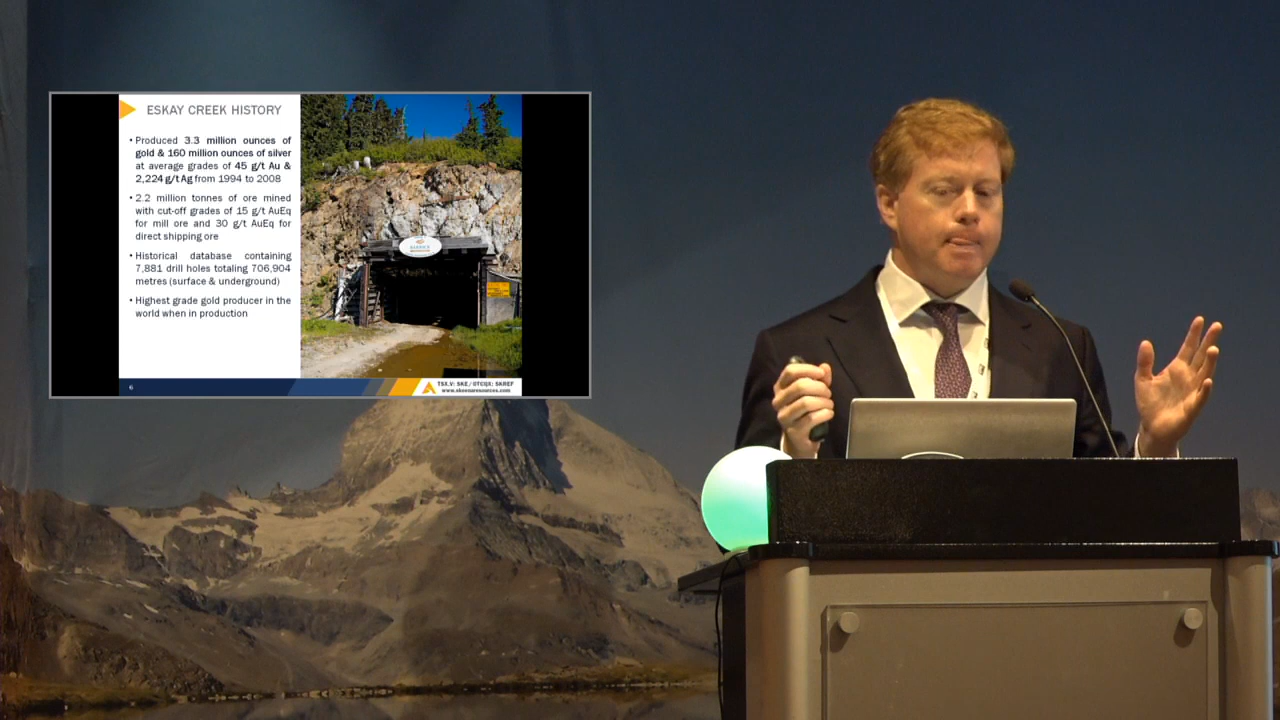 ESKAY CREEK HISTORY
• Produced 3.3 million ounces of
gold & 160 million ounces of silver
at average grades of 45 g/t Au &
2,224 g/t Ag from 1994 to 2008
• 2.2 million tonnes of ore mined
with cut-off grades of 15 g/t AuEq
for mill ore and 30 g/t AuEq for
direct shipping ore
• Historical database containing
7,881 drill holes totaling 706,904
metres (surface & underground)
• Highest grade gold producer in the
world when in production
6
TSX.V: SKE / OTCQX: SKREF
www.skeenaresources.com